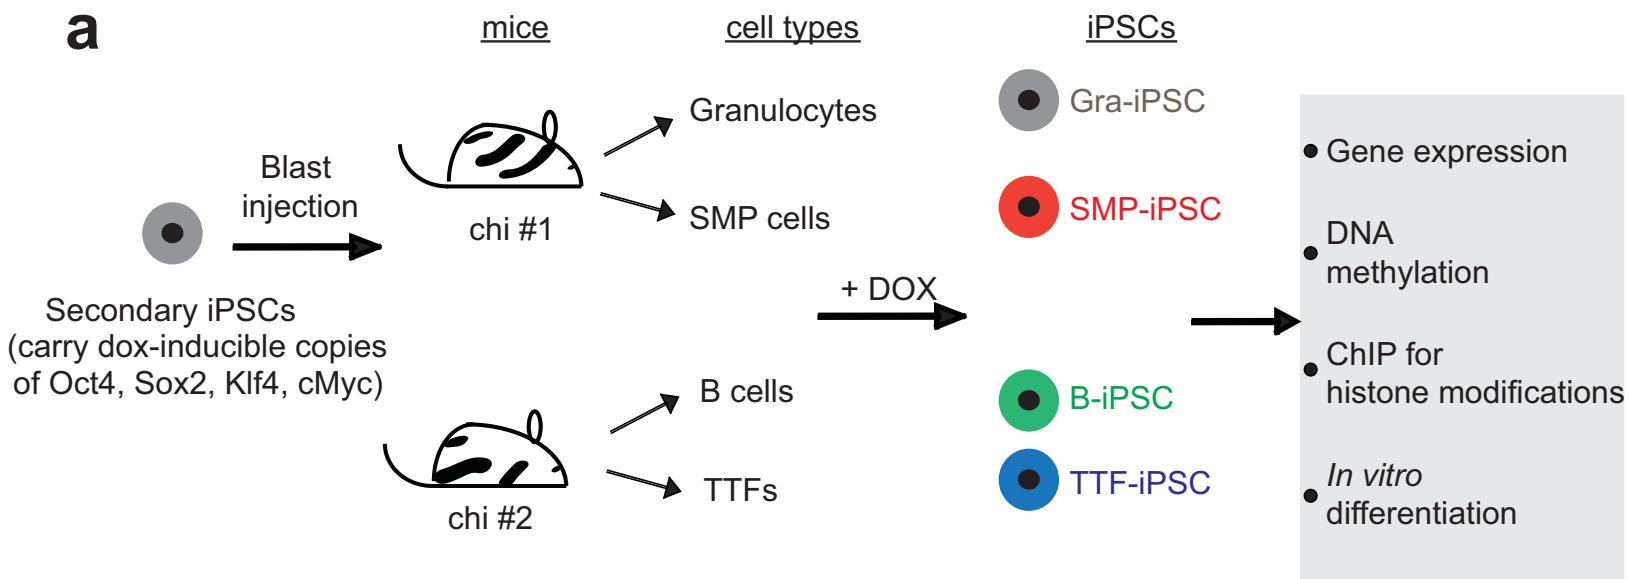 a
mice
cell types
iPSCs
Blast
injection
Secondary iPSCs
(carry dox-inducible copies
of Oct4, Sox2, Klf4, cMyc)
chi #1
chi #2
Granulocytes
SMP cells
B cells
TTFs
+ DOX
Gra-iPSC
SMP-iPSC
B-iPSC
TTF-iPSC
Gene expression
DNA
methylation
ChIP for
histone modifications
In vitro
differentiation